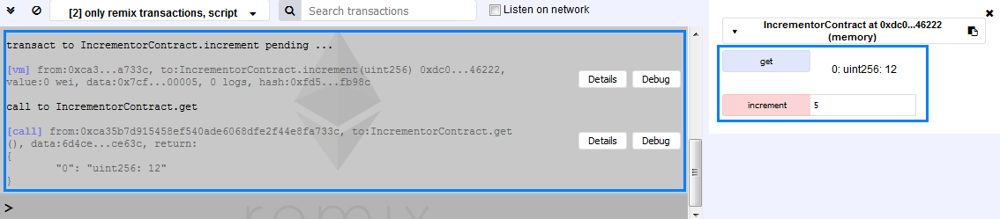 [2] only remix transactions, script
Search transactions
Listen on network
transact to IncrementorContract.increment pending ...
[vm] from:0xca3...a733c, to:IncrementorContract.increment(uint256) 0xdc0...46222,
value:0 wei, data:0x7cf...00005, 0 logs, hash:0xfd5...fb98c
Details
Debug
call to IncrementorContract.get
[call] from:0xca35b7d915458ef540ade6068dfe2f44e8fa733c, to:IncrementorContract.get
(), data:6d4ce...ce63c, return:
{
"0": "uint256: 12"
}
Details
Debug
>
remix
IncrementorContract at 0xdc0...46222
(memory)
get
0: uint256: 12
increment
5